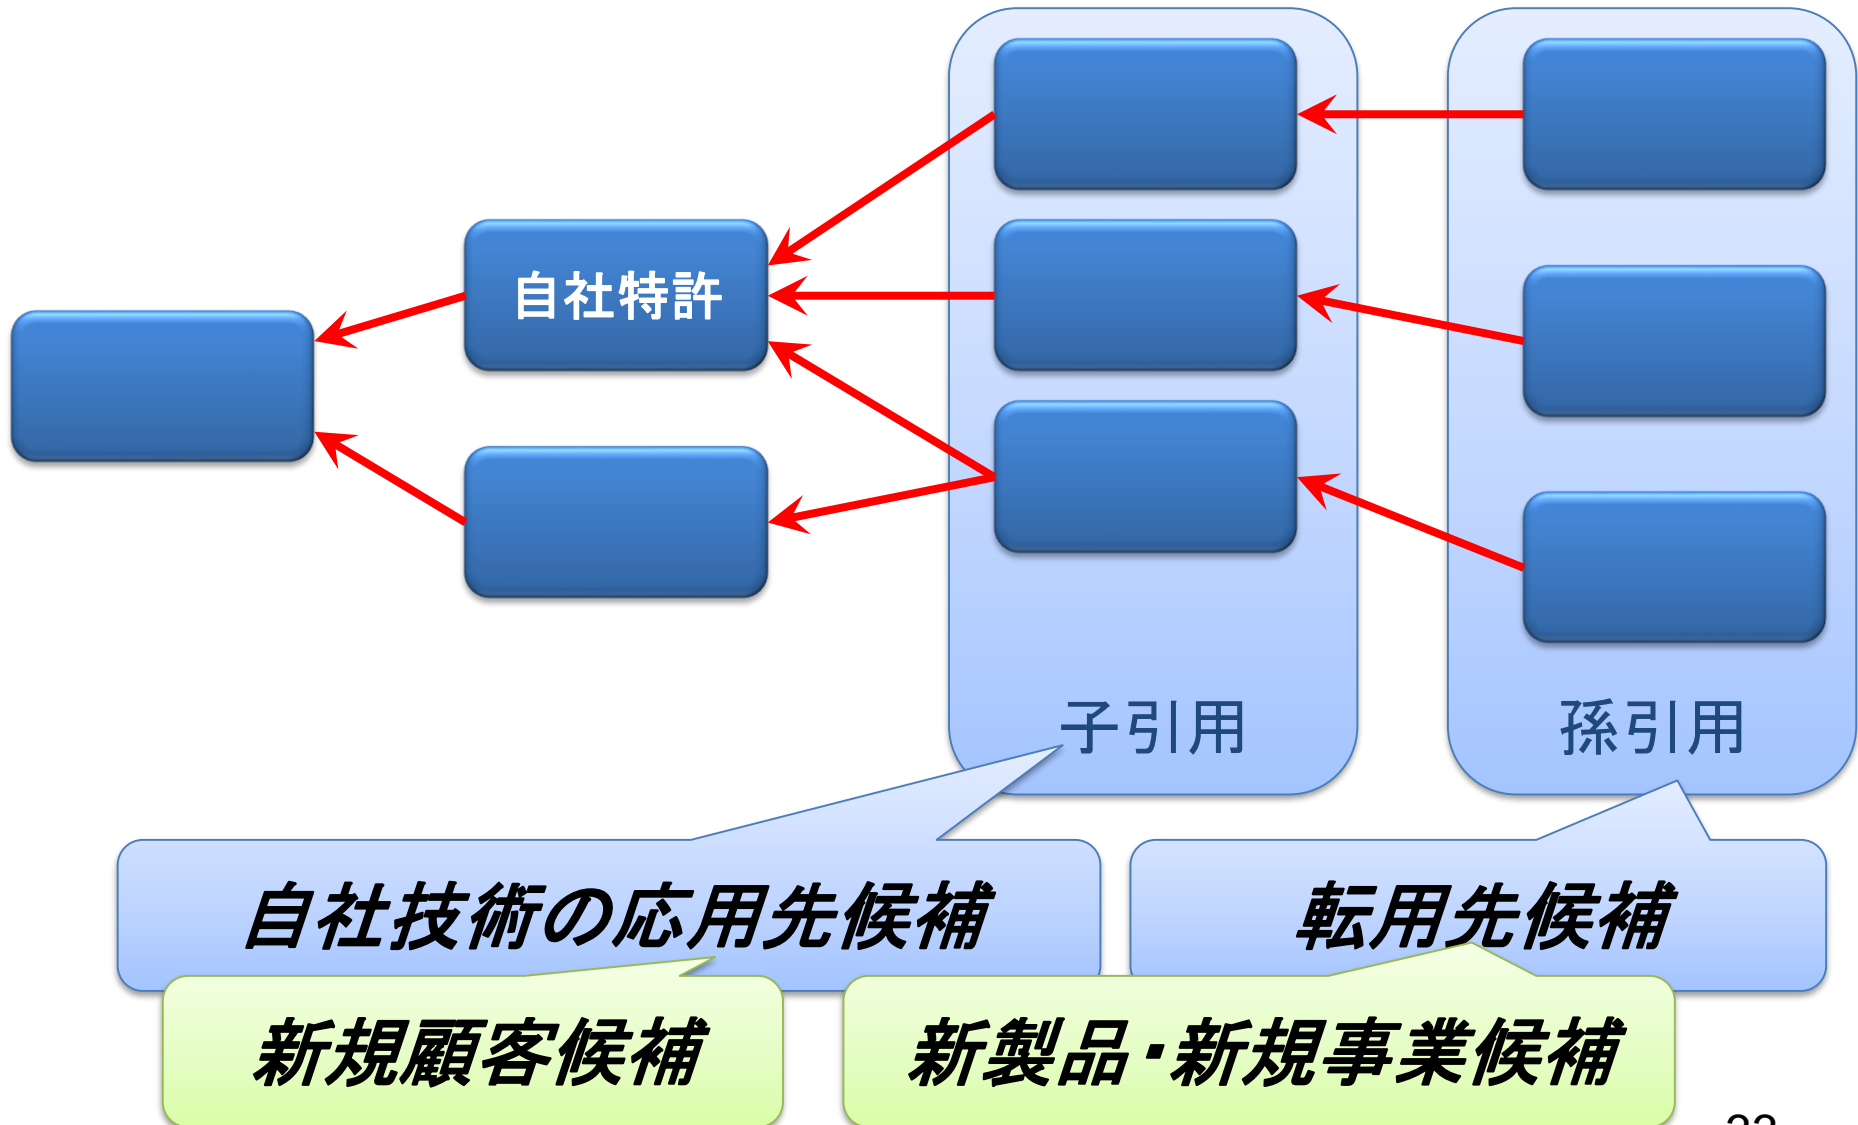 自社特許
子引用
孫引用
自社技術の応用先候補
転用先候補
新規顧客候補
新製品・新規事業候補